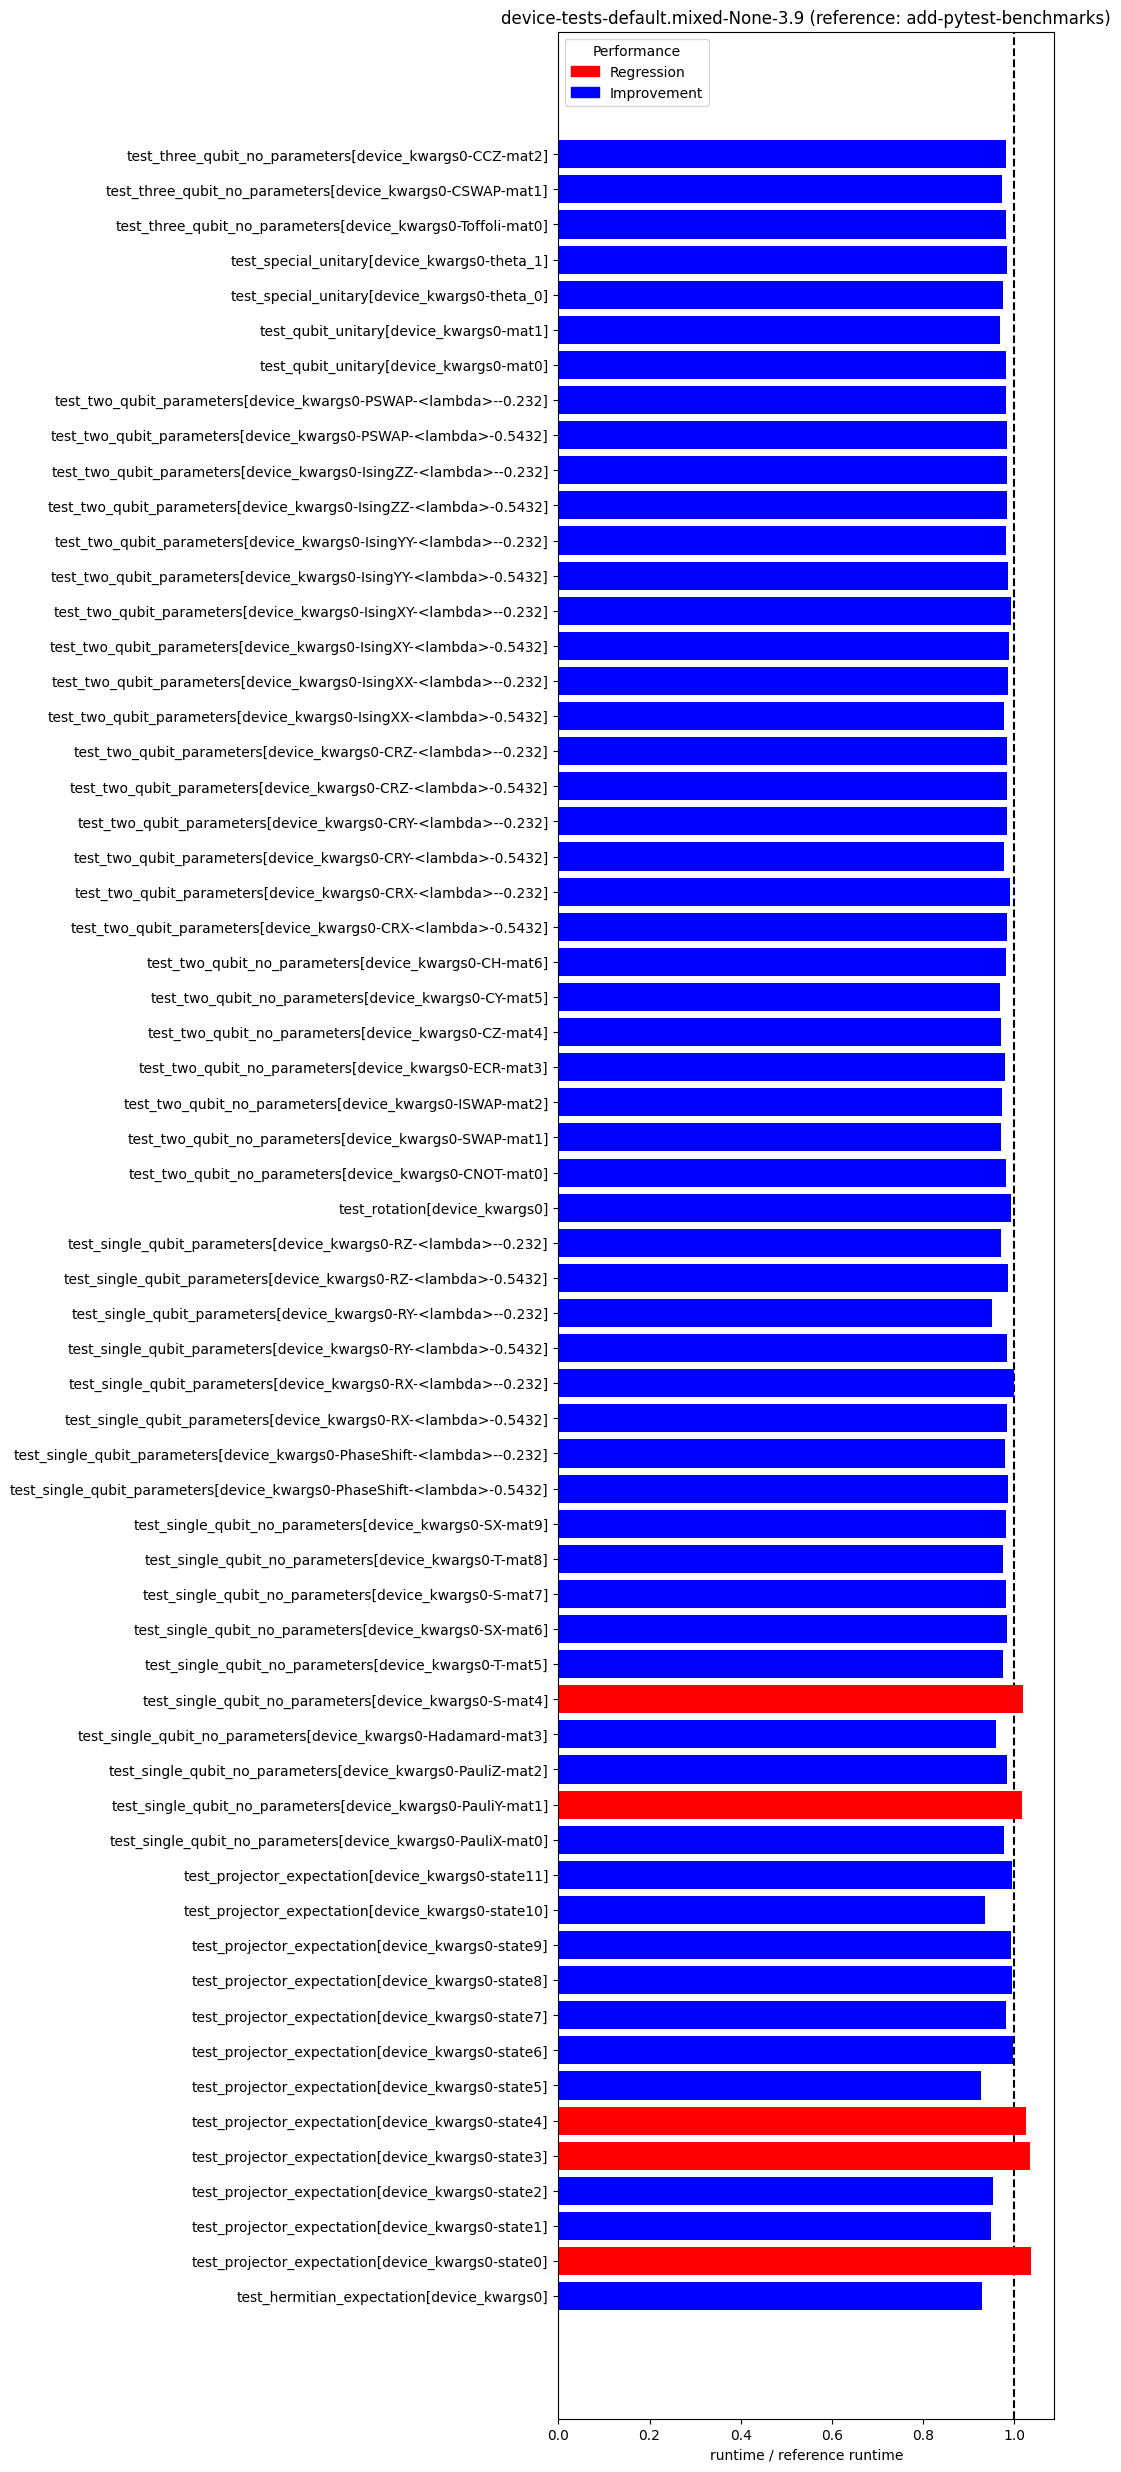 device-tests-default.mixed-None-3.9 (reference: add-pytest-benchmarks)
Performance
Regression
Improvement
test_three_qubit_no_parameters[device_kwargs0-CCZ-mat2]
test_three_qubit_no_parameters[device_kwargs0-CSWAP-mat1]
test_three_qubit_no_parameters[device_kwargs0-Toffoli-mat0]
test_special_unitary[device_kwargs0-theta_1]
test_special_unitary[device_kwargs0-theta_0]
test_qubit_unitary[device_kwargs0-mat1]
test_qubit_unitary[device_kwargs0-mat0]
test_two_qubit_parameters[device_kwargs0-PSWAP-<lambda>--0.232]
test_two_qubit_parameters[device_kwargs0-PSWAP-<lambda>-0.5432]
test_two_qubit_parameters[device_kwargs0-IsingZZ-<lambda>--0.232]
test_two_qubit_parameters[device_kwargs0-IsingZZ-<lambda>-0.5432]
test_two_qubit_parameters[device_kwargs0-IsingYY-<lambda>--0.232]
test_two_qubit_parameters[device_kwargs0-IsingYY-<lambda>-0.5432]
test_two_qubit_parameters[device_kwargs0-IsingXY-<lambda>--0.232]
test_two_qubit_parameters[device_kwargs0-IsingXY-<lambda>-0.5432]
test_two_qubit_parameters[device_kwargs0-IsingXX-<lambda>--0.232]
test_two_qubit_parameters[device_kwargs0-IsingXX-<lambda>-0.5432]
test_two_qubit_parameters[device_kwargs0-CRZ-<lambda>--0.232]
test_two_qubit_parameters[device_kwargs0-CRZ-<lambda>-0.5432]
test_two_qubit_parameters[device_kwargs0-CRY-<lambda>--0.232]
test_two_qubit_parameters[device_kwargs0-CRY-<lambda>-0.5432]
test_two_qubit_parameters[device_kwargs0-CRX-<lambda>--0.232]
test_two_qubit_parameters[device_kwargs0-CRX-<lambda>-0.5432]
test_two_qubit_no_parameters[device_kwargs0-CH-mat6]
test_two_qubit_no_parameters[device_kwargs0-CY-mat5]
test_two_qubit_no_parameters[device_kwargs0-CZ-mat4]
test_two_qubit_no_parameters[device_kwargs0-ECR-mat3]
test_two_qubit_no_parameters[device_kwargs0-ISWAP-mat2]
test_two_qubit_no_parameters[device_kwargs0-SWAP-mat1]
test_two_qubit_no_parameters[device_kwargs0-CNOT-mat0]
test_rotation[device_kwargs0]
test_single_qubit_parameters[device_kwargs0-RZ-<lambda>--0.232]
test_single_qubit_parameters[device_kwargs0-RZ-<lambda>-0.5432]
test_single_qubit_parameters[device_kwargs0-RY-<lambda>--0.232]
test_single_qubit_parameters[device_kwargs0-RY-<lambda>-0.5432]
test_single_qubit_parameters[device_kwargs0-RX-<lambda>--0.232]
test_single_qubit_parameters[device_kwargs0-RX-<lambda>-0.5432]
test_single_qubit_parameters[device_kwargs0-PhaseShift-<lambda>--0.232]
test_single_qubit_parameters[device_kwargs0-PhaseShift-<lambda>-0.5432]
test_single_qubit_no_parameters[device_kwargs0-SX-mat9]
test_single_qubit_no_parameters[device_kwargs0-T-mat8]
test_single_qubit_no_parameters[device_kwargs0-S-mat7]
test_single_qubit_no_parameters[device_kwargs0-SX-mat6]
test_single_qubit_no_parameters[device_kwargs0-T-mat5]
test_single_qubit_no_parameters[device_kwargs0-S-mat4]
test_single_qubit_no_parameters[device_kwargs0-Hadamard-mat3]
test_single_qubit_no_parameters[device_kwargs0-PauliZ-mat2]
test_single_qubit_no_parameters[device_kwargs0-PauliY-mat1]
test_single_qubit_no_parameters[device_kwargs0-PauliX-mat0]
test_projector_expectation[device_kwargs0-state11]
test_projector_expectation[device_kwargs0-state10]
test_projector_expectation[device_kwargs0-state9]
test_projector_expectation[device_kwargs0-state8]
test_projector_expectation[device_kwargs0-state7]
test_projector_expectation[device_kwargs0-state6]
test_projector_expectation[device_kwargs0-state5]
test_projector_expectation[device_kwargs0-state4]
test_projector_expectation[device_kwargs0-state3]
test_projector_expectation[device_kwargs0-state2]
test_projector_expectation[device_kwargs0-state1]
test_projector_expectation[device_kwargs0-state0]
test_hermitian_expectation[device_kwargs0]
0.0 0.2 0.4 0.6 0.8 1.0
runtime / reference runtime